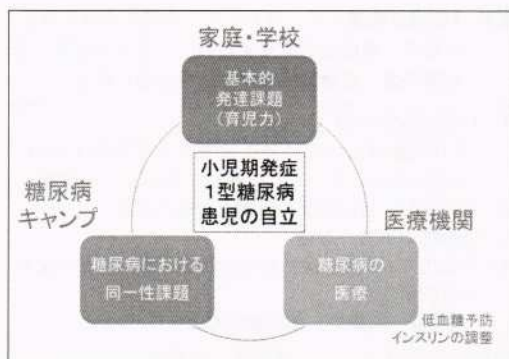 家庭・学校
基本的
発達課題
(育児力)
小児期発症
1型糖尿病
患児の自立
糖尿病
キャンプ
医療機関
糖尿病における
同一性課題
糖尿病の
医療
低血糖予防
インスリンの調整